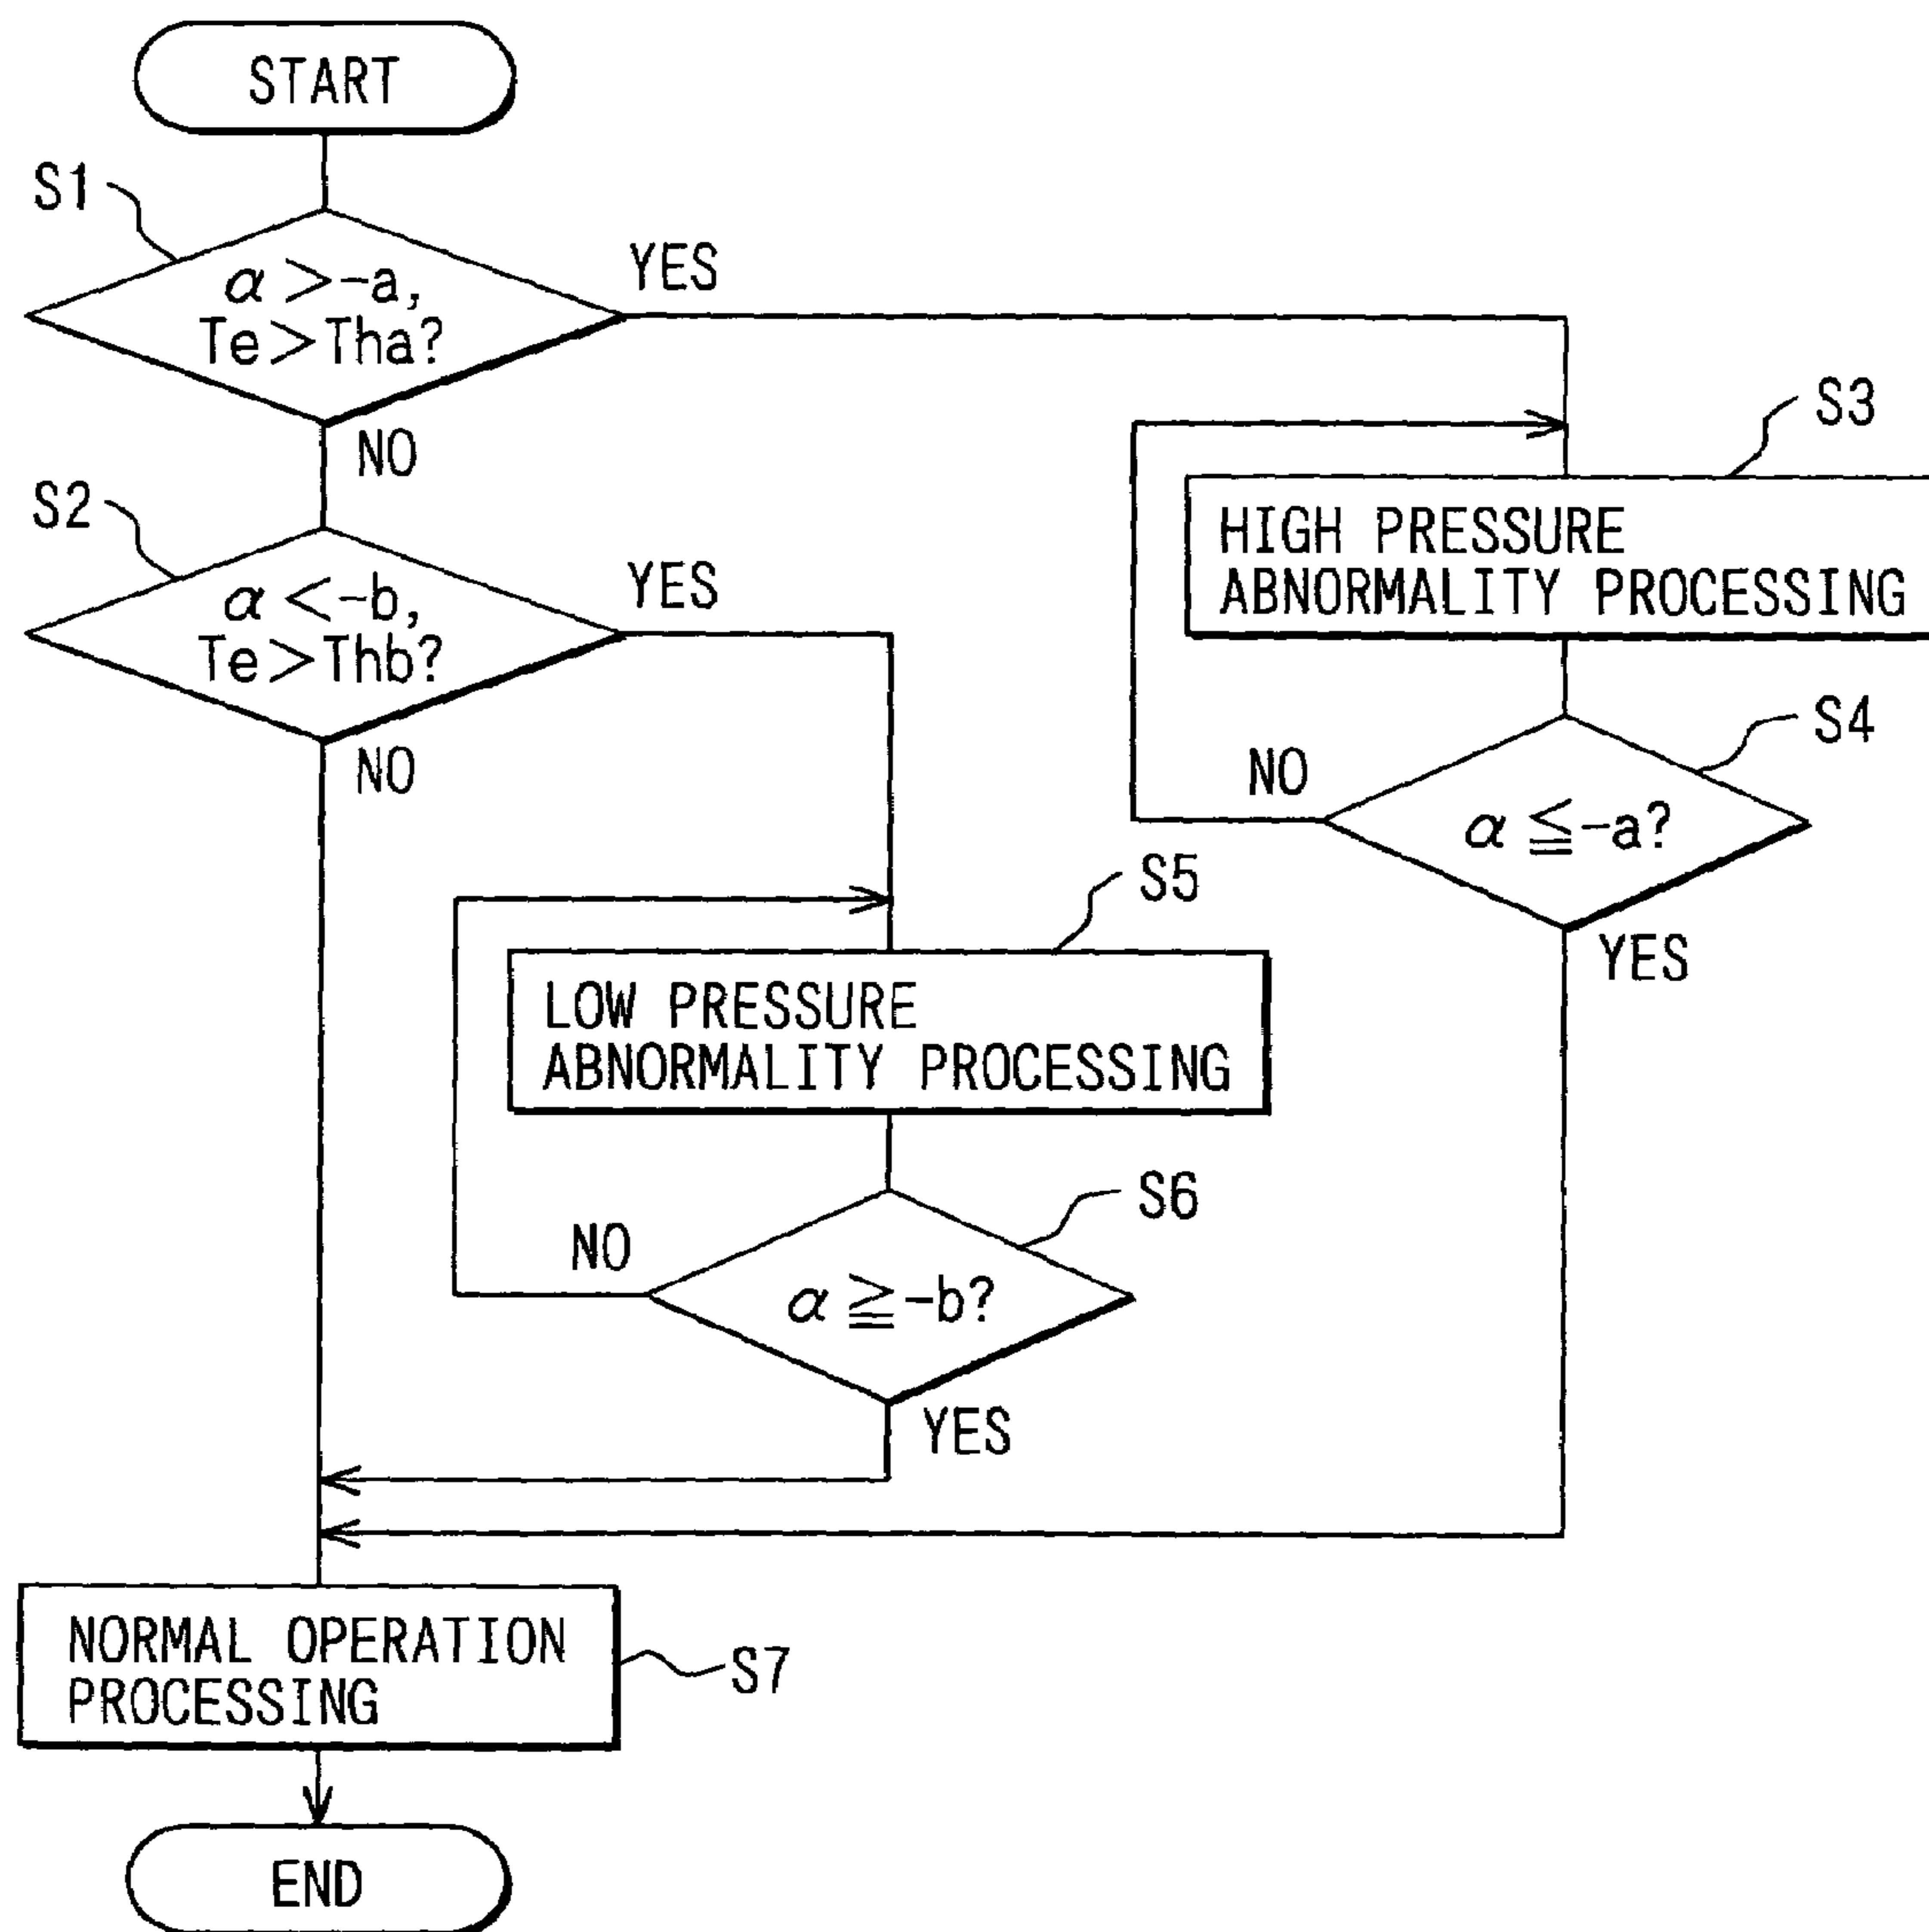 START
S1
α >-a,
Te>Tha?
YES
NO
S2
α <-b,
Te>Thb?
YES
NO
S3
HIGH PRESSURE
ABNORMALITY PROCESSING
S4
α ≦-a?
NO
YES
S5
LOW PRESSURE
ABNORMALITY PROCESSING
S6
α ≧-b?
NO
YES
NORMAL OPERATION
PROCESSING
S7
END